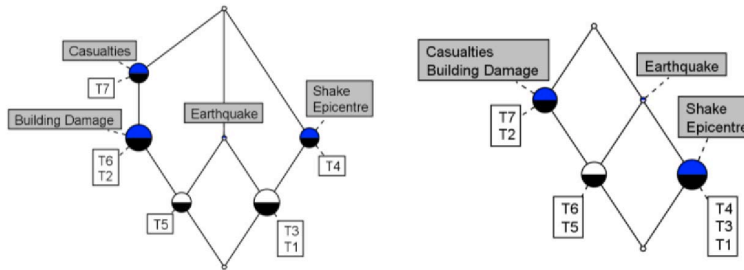 Casualties
T7
Building Damage
T6
T2
Earthquake
Shake
Epicentre
T4
T5
T3
T1
Casualties
Building Damage
Earthquake
T7
T2
Shake
Epicentre
T6
T5
T4
T3
T1